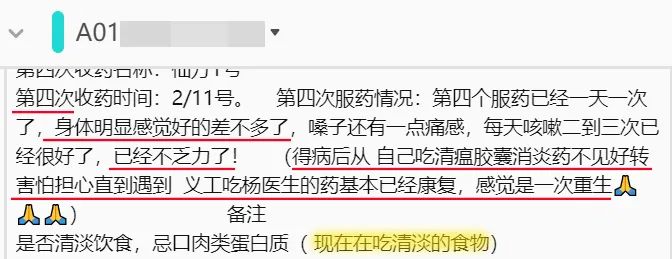 A01
第四次收药名称：仙方1号
第四次收药时间：2/11号。 第四次服药情况：第四个服药已经一天一次
了，身体明显感觉好的差不多了，嗓子还有一点痛感，每天咳嗽二到三次已
经很好了，已经不乏力了！ （得病后从 自己吃清瘟胶囊消炎药不见好转
害怕担心直到遇到 义工吃杨医生的药基本已经康复，感觉是一次重生🙏
🙏🙏） 备注
是否清淡饮食，忌口肉类蛋白质（ 现在在吃清淡的食物）